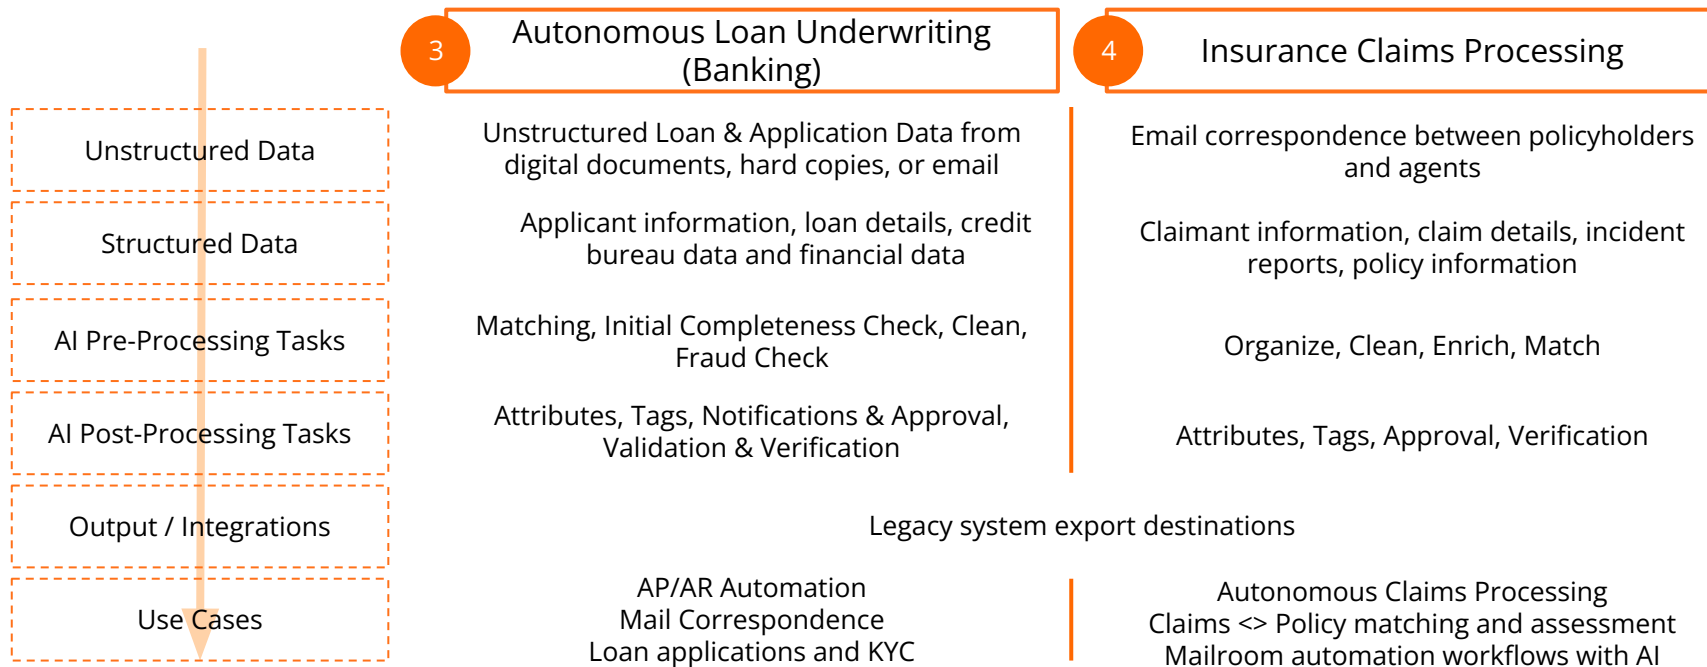 3
Autonomous Loan Underwriting
(Banking)
4
Insurance Claims Processing
Unstructured Data
Unstructured Loan & Application Data from
digital documents, hard copies, or email
Email correspondence between policyholders
and agents
Structured Data
Applicant information, loan details, credit
bureau data and financial data
Claimant information, claim details, incident
reports, policy information
AI Pre-Processing Tasks
Matching, Initial Completeness Check, Clean,
Fraud Check
Organize, Clean, Enrich, Match
AI Post-Processing Tasks
Attributes, Tags, Notifications & Approval,
Validation & Verification
Attributes, Tags, Approval, Verification
Output / Integrations
Legacy system export destinations
Use Cases
AP/AR Automation
Mail Correspondence
Loan applications and KYC
Autonomous Claims Processing
Claims <> Policy matching and assessment
Mailroom automation workflows with AI